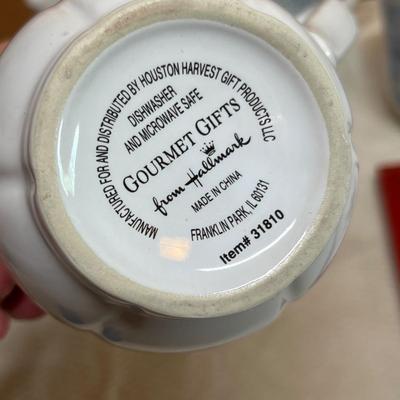 MANUFACTURED FOR AND DISTRIBUTED BY HOUSTON HARVEST GIFT PRODUCTS LLC
DISHWASHER
AND MICROWAVE SAFE
GOURMET GIFTS
from Hallmark
MADE IN CHINA
FRANKLIN PARK, IL 60131
Item# 31810